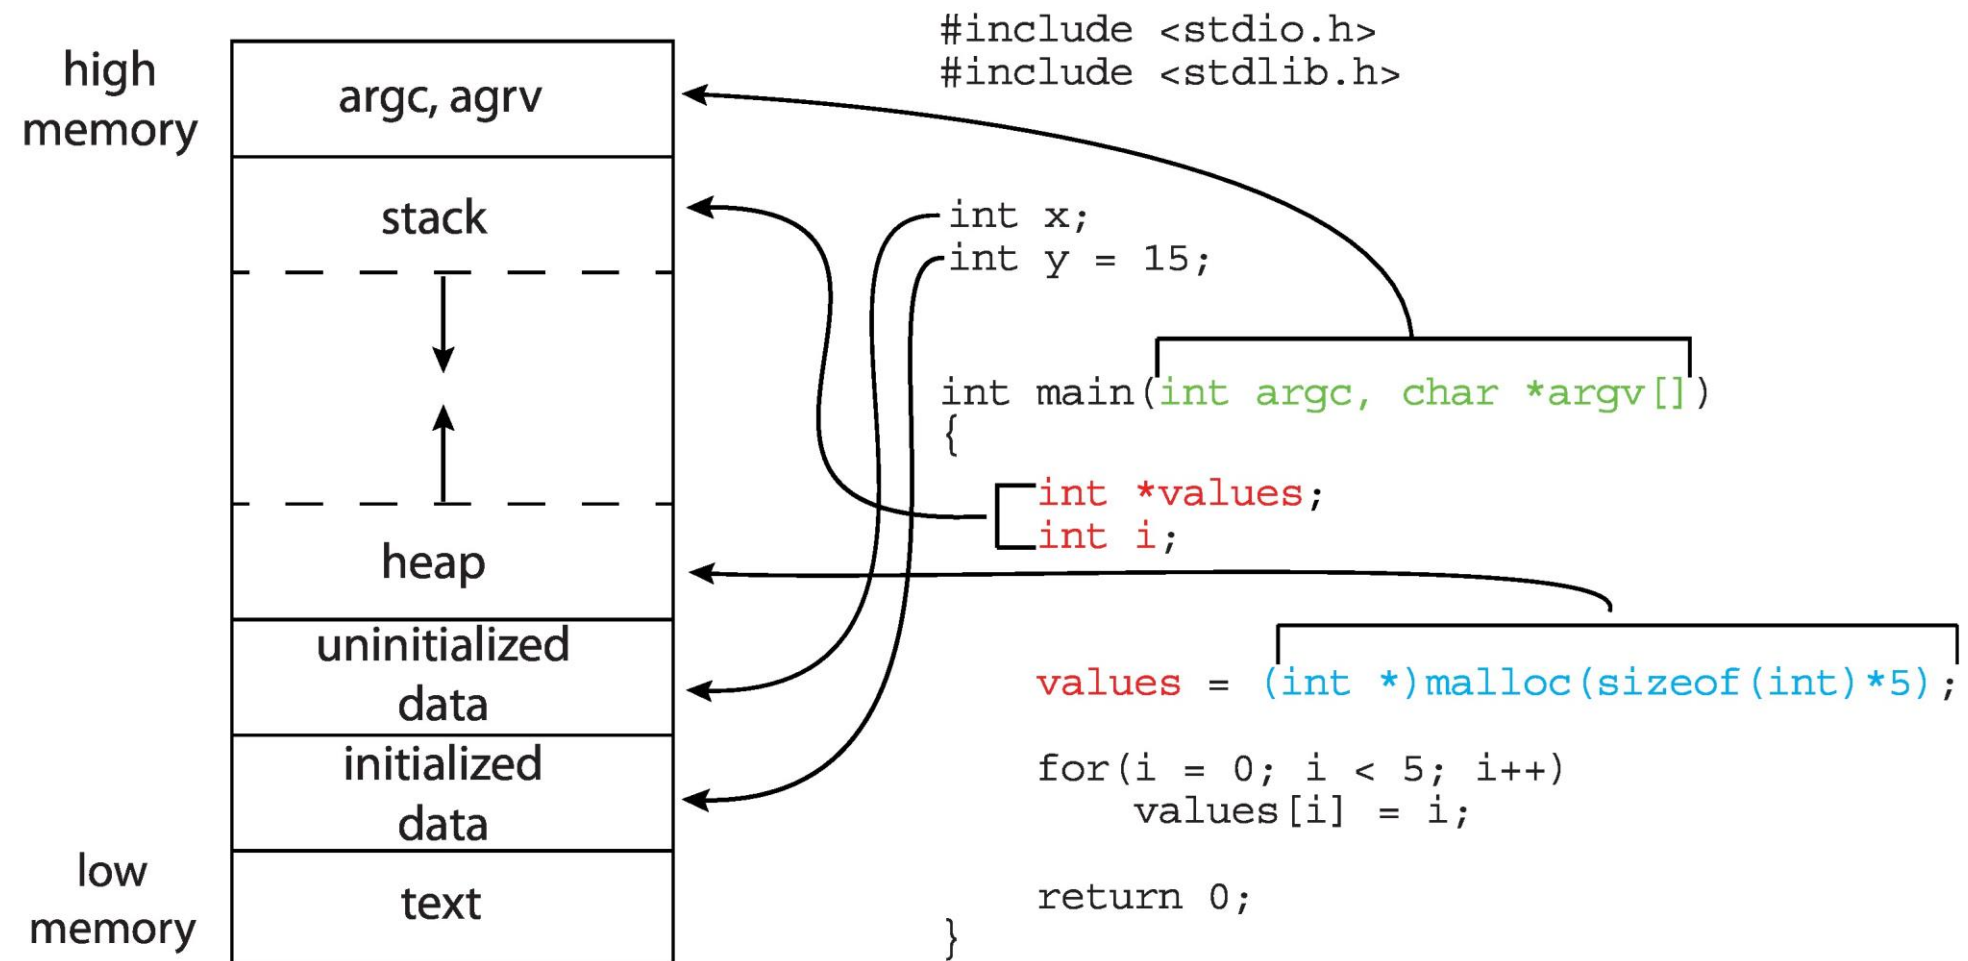 high
memory
argc, agrv
stack
heap
uninitialized
data
initialized
data
low
memory
text
#include <stdio.h>
#include <stdlib.h>
int x;
int y = 15;
int main(int argc, char *argv[])
{
int *values;
int i;
values = (int *)malloc(sizeof(int)*5);
for(i = 0; i < 5; i++)
values[i] = i;
return 0;
}